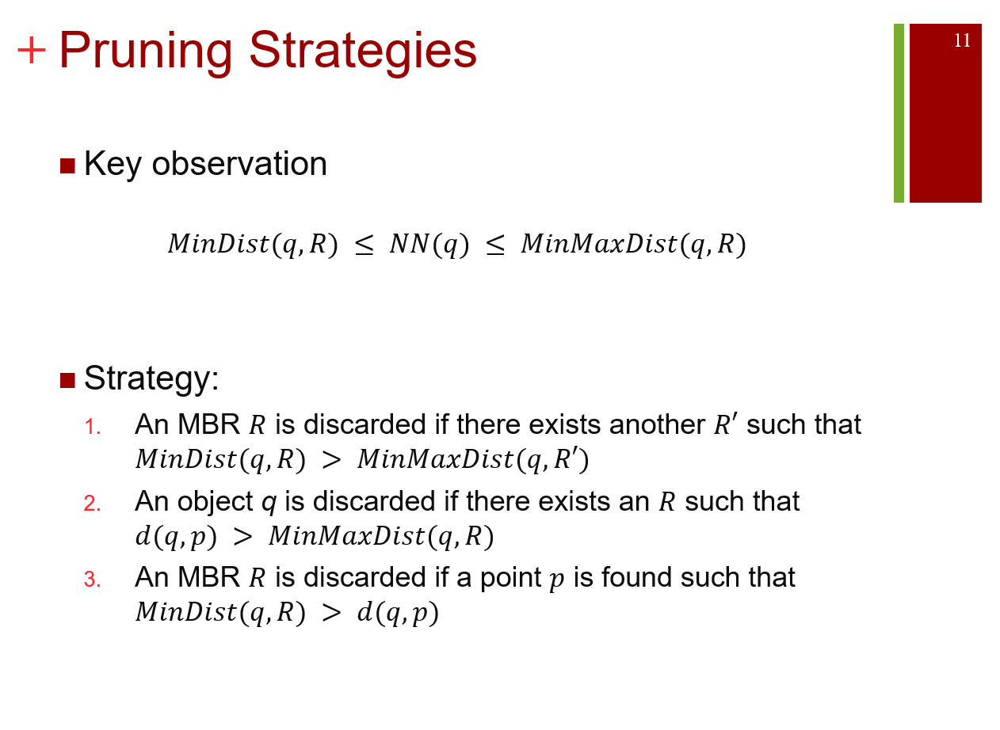 + Pruning Strategies
11
■ Key observation
𝑀𝑖𝑛𝐷𝑖𝑠𝑡(𝑞,𝑅) ≤ 𝑁𝑁(𝑞) ≤ 𝑀𝑖𝑛𝑀𝑎𝑥𝐷𝑖𝑠𝑡(𝑞,𝑅)
■ Strategy:
1. An MBR 𝑅 is discarded if there exists another 𝑅′ such that
𝑀𝑖𝑛𝐷𝑖𝑠𝑡(𝑞,𝑅) > 𝑀𝑖𝑛𝑀𝑎𝑥𝐷𝑖𝑠𝑡(𝑞,𝑅′)
2. An object q is discarded if there exists an 𝑅 such that
𝑑(𝑞,𝑝) > 𝑀𝑖𝑛𝑀𝑎𝑥𝐷𝑖𝑠𝑡(𝑞,𝑅)
3. An MBR 𝑅 is discarded if a point 𝑝 is found such that
𝑀𝑖𝑛𝐷𝑖𝑠𝑡(𝑞,𝑅) > 𝑑(𝑞,𝑝)